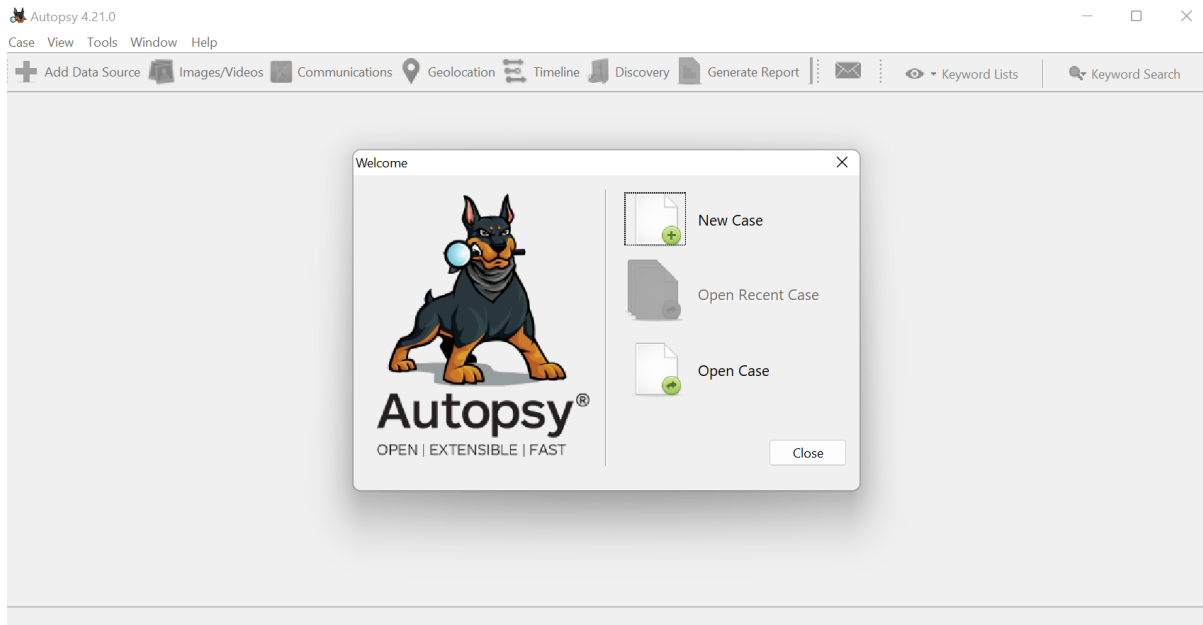 Autopsy 4.21.0
Case View Tools Window Help
Add Data Source Images/Videos Communications Geolocation Timeline Discovery Generate Report Keyword Lists Keyword Search
Welcome
New Case
Open Recent Case
Open Case
Autopsy®
OPEN | EXTENSIBLE | FAST
Close